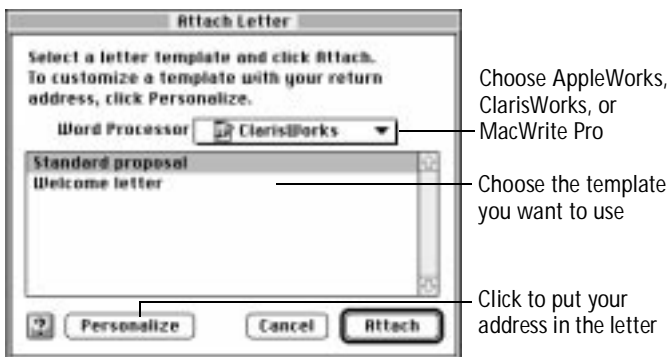 Attach Letter
Select a letter template and click Attach.
To customize a template with your return
address, click Personalize.
Word Processor ClarisWorks
Standard proposal
Welcome letter
? Personalize Cancel Attach
Choose AppleWorks,
ClarisWorks, or
MacWrite Pro
Choose the template
you want to use
Click to put your
address in the letter